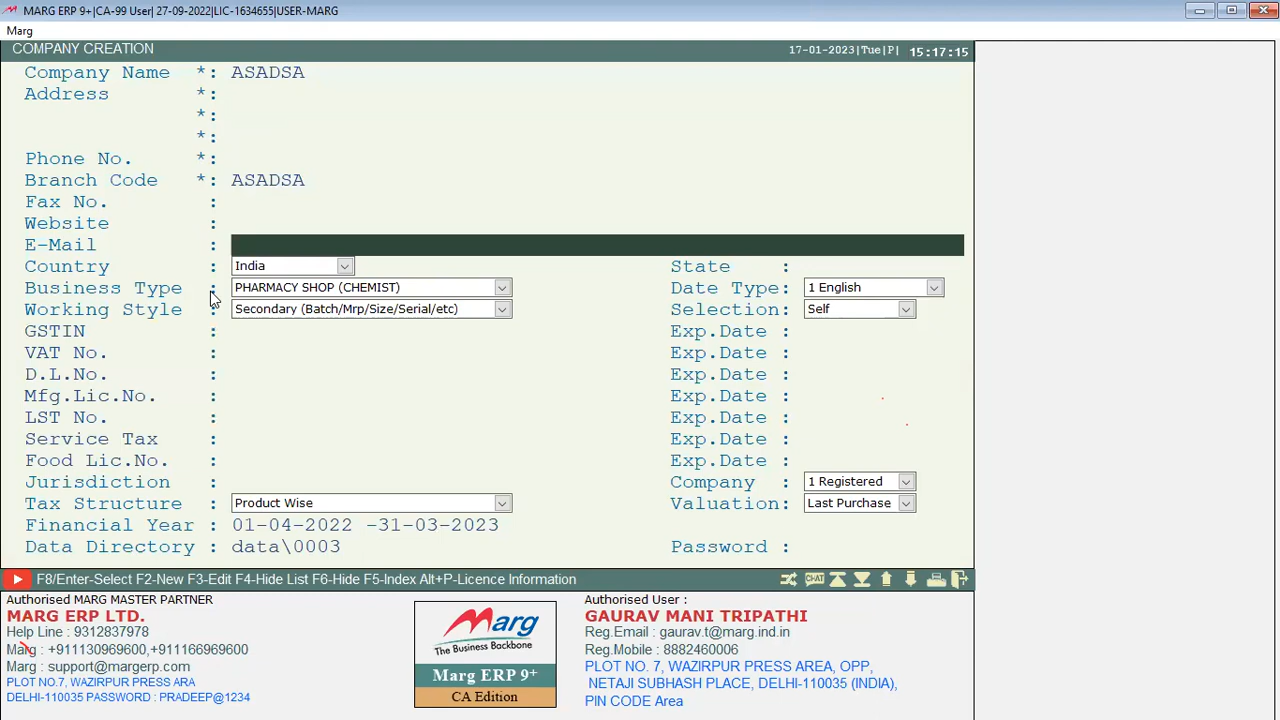 MARG ERP 9+|CA-99 User| 27-09-2022|LIC-1634655|USER-MARG
Marg
COMPANY CREATION 17-01-2023|Tue|P| 15:17:15
Company Name *: ASADSA
Address *:
*:
*:
Phone No. *:
Branch Code *: ASADSA
Fax No. :
Website :
E-Mail :
Country : India State :
Business Type : PHARMACY SHOP (CHEMIST) Date Type: 1 English
Working Style : Secondary (Batch/Mrp/Size/Serial/etc) Selection: Self
GSTIN : Exp.Date :
VAT No. : Exp.Date :
D.L.No. : Exp.Date :
Mfg.Lic.No. : Exp.Date :
LST No. : Exp.Date :
Service Tax : Exp.Date :
Food Lic.No. : Exp.Date :
Jurisdiction : Company : 1 Registered
Tax Structure : Product Wise Valuation: Last Purchase
Financial Year : 01-04-2022 -31-03-2023
Data Directory : data\0003 Password :
F8/Enter-Select F2-New F3-Edit F4-Hide List F6-Hide F5-Index Alt+P-Licence Information CHAT
Authorised MARG MASTER PARTNER
MARG ERP LTD.
Help Line : 9312837978
Marg : +911130969600,+911166969600
Marg : support@margerp.com
PLOT NO.7, WAZIRPUR PRESS ARA
DELHI-110035 PASSWORD : PRADEEP@1234
Marg
The Business Backbone
Marg ERP 9+
CA Edition
Authorised User :
GAURAV MANI TRIPATHI
Reg.Email : gaurav.t@marg.ind.in
Reg.Mobile : 8882460006
PLOT NO. 7, WAZIRPUR PRESS AREA, OPP,
NETAJI SUBHASH PLACE, DELHI-110035 (INDIA),
PIN CODE Area